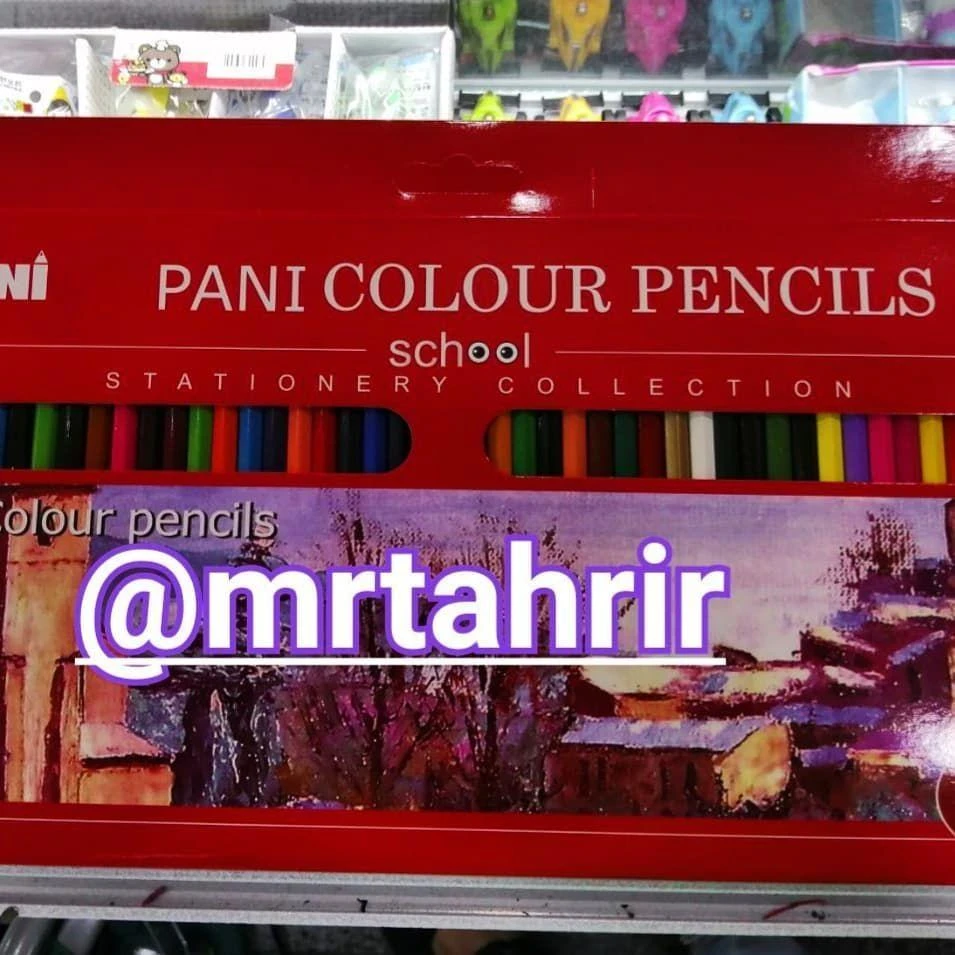 NI
PANI COLOUR PENCILS
school
STATIONERY COLLECTION
Colour pencils
@mrtahrir